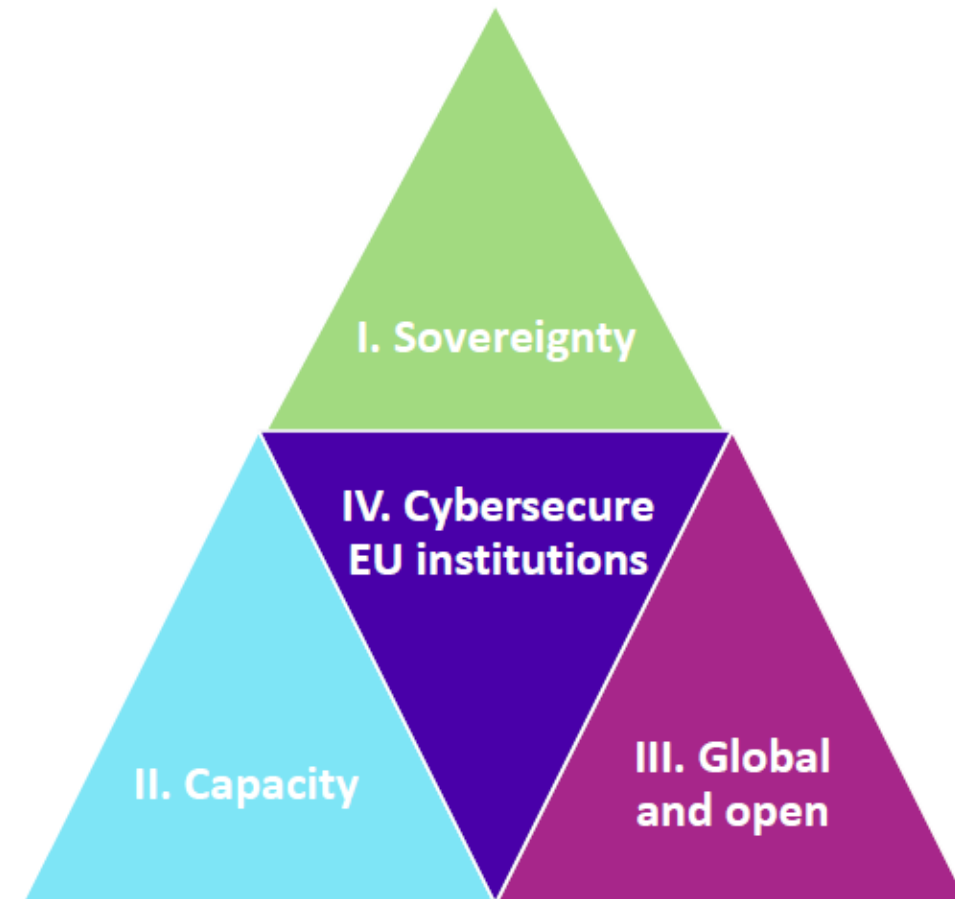 I. Sovereignty
IV. Cybersecure
EU institutions
II. Capacity
III. Global
and open